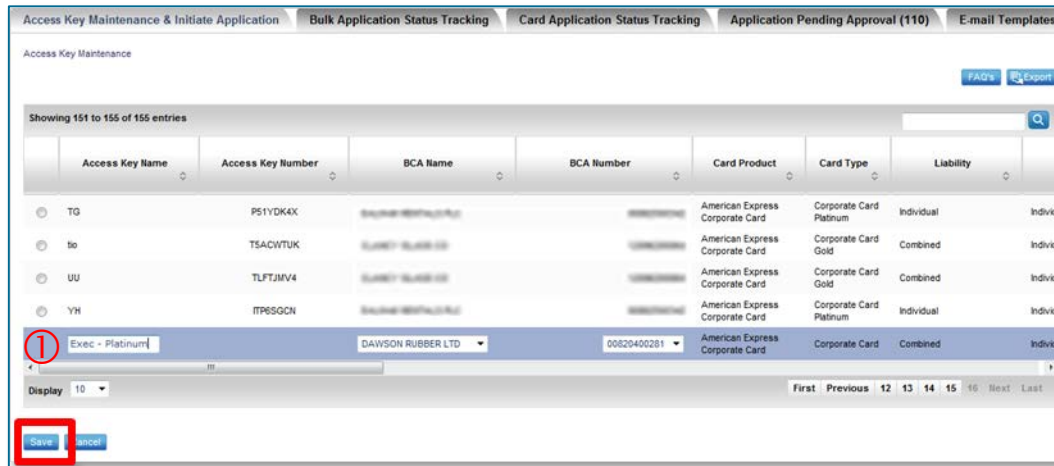 Access Key Maintenance & Initiate Application Bulk Application Status Tracking Card Application Status Tracking Application Pending Approval (110) E-mail Templates
Access Key Maintenance
FAQ's Export
Showing 151 to 155 of 155 entries
Access Key Name Access Key Number BCA Name BCA Number Card Product Card Type Liability
TG P51YDK4X American Express Corporate Card Corporate Card Platinum Individual
tio T5ACWTUK American Express Corporate Card Corporate Card Gold Combined
UU TLFTJMV4 American Express Corporate Card Corporate Card Gold Combined
YH ITP6SGCN American Express Corporate Card Corporate Card Platinum Individual
1 Exec - Platinum DAWSON RUBBER LTD 00820400281 American Express Corporate Card Corporate Card Combined
Display 10 First Previous 12 13 14 15 16 Next Last
Save Cancel